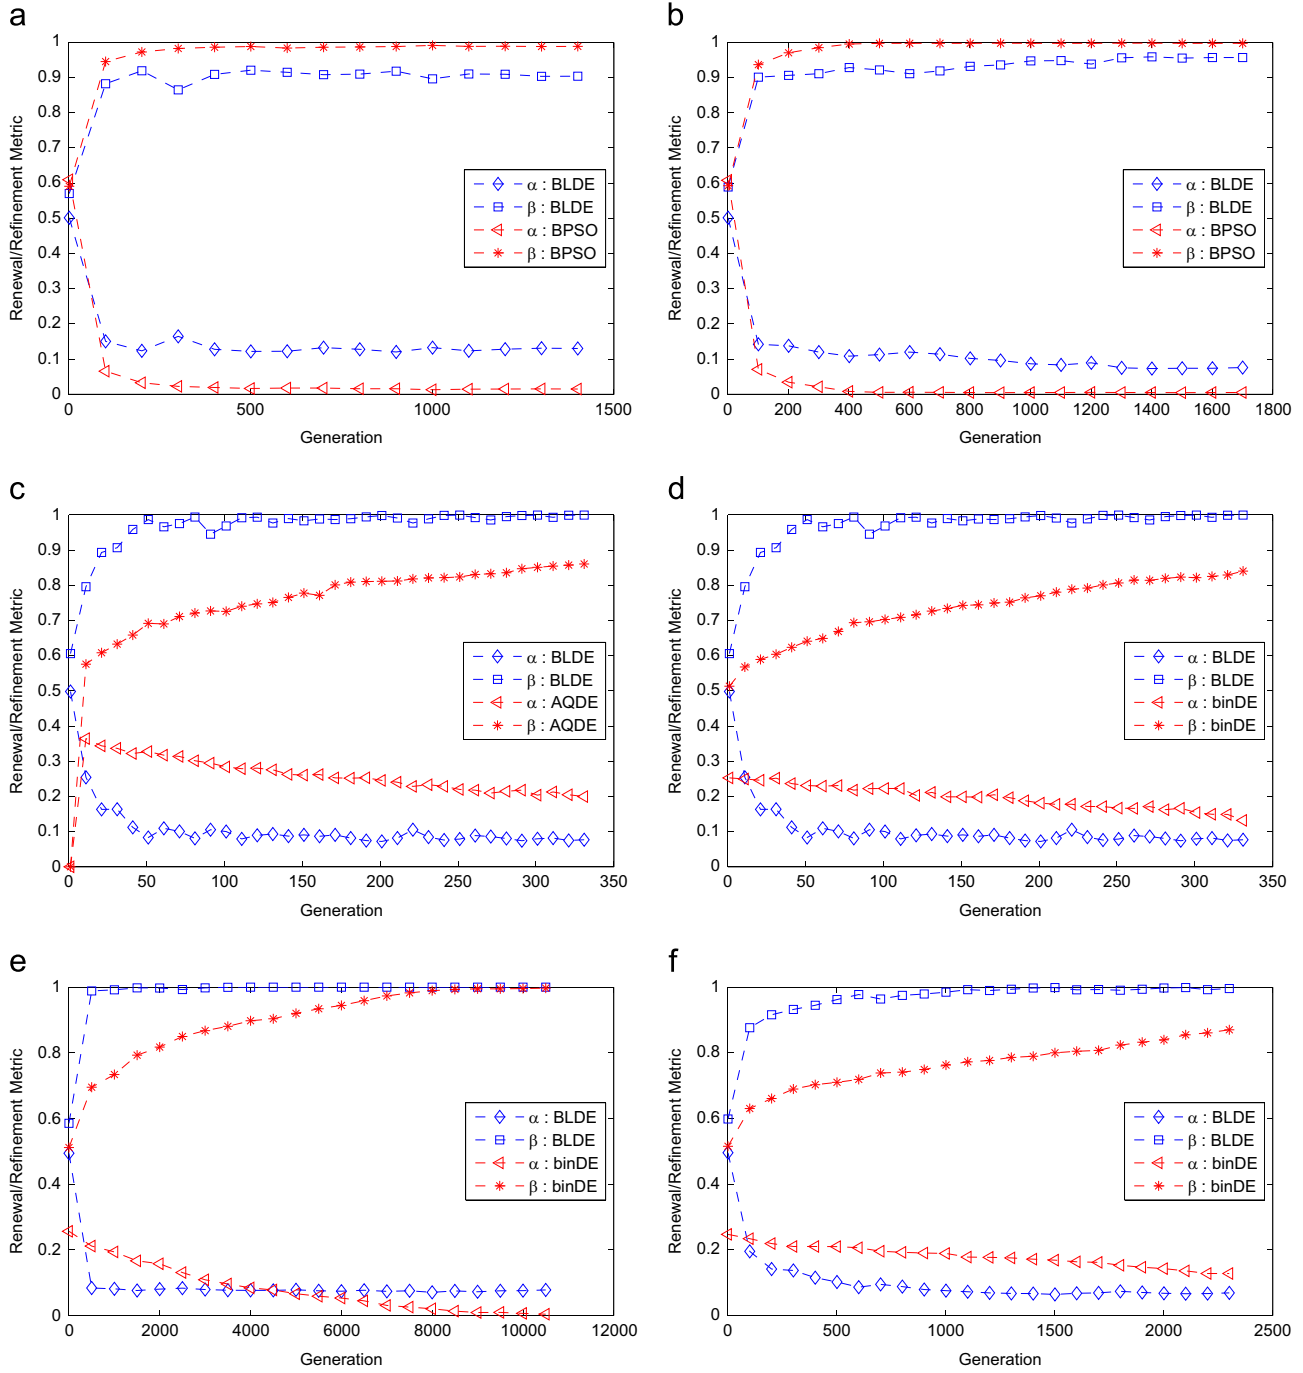 a
1
0.9
0.8
0.7
0.6
0.5
0.4
0.3
0.2
0.1
0
0 500 1000 1500
Renewal/Refinement Metric
Generation
α : BLDE
β : BLDE
α : BPSO
β : BPSO
b
1
0.9
0.8
0.7
0.6
0.5
0.4
0.3
0.2
0.1
0
0 200 400 600 800 1000 1200 1400 1600 1800
Renewal/Refinement Metric
Generation
α : BLDE
β : BLDE
α : BPSO
β : BPSO
c
1
0.9
0.8
0.7
0.6
0.5
0.4
0.3
0.2
0.1
0
0 50 100 150 200 250 300 350
Renewal/Refinement Metric
Generation
α : BLDE
β : BLDE
α : AQDE
β : AQDE
d
1
0.9
0.8
0.7
0.6
0.5
0.4
0.3
0.2
0.1
0
0 50 100 150 200 250 300 350
Renewal/Refinement Metric
Generation
α : BLDE
β : BLDE
α : binDE
β : binDE
e
1
0.8
0.6
0.4
0.2
0
0 2000 4000 6000 8000 10000 12000
Renewal/Refinement Metric
Generation
α : BLDE
β : BLDE
α : binDE
β : binDE
f
1
0.8
0.6
0.4
0.2
0
0 500 1000 1500 2000 2500
Renewal/Refinement Metric
Generation
α : BLDE
β : BLDE
α : binDE
β : binDE